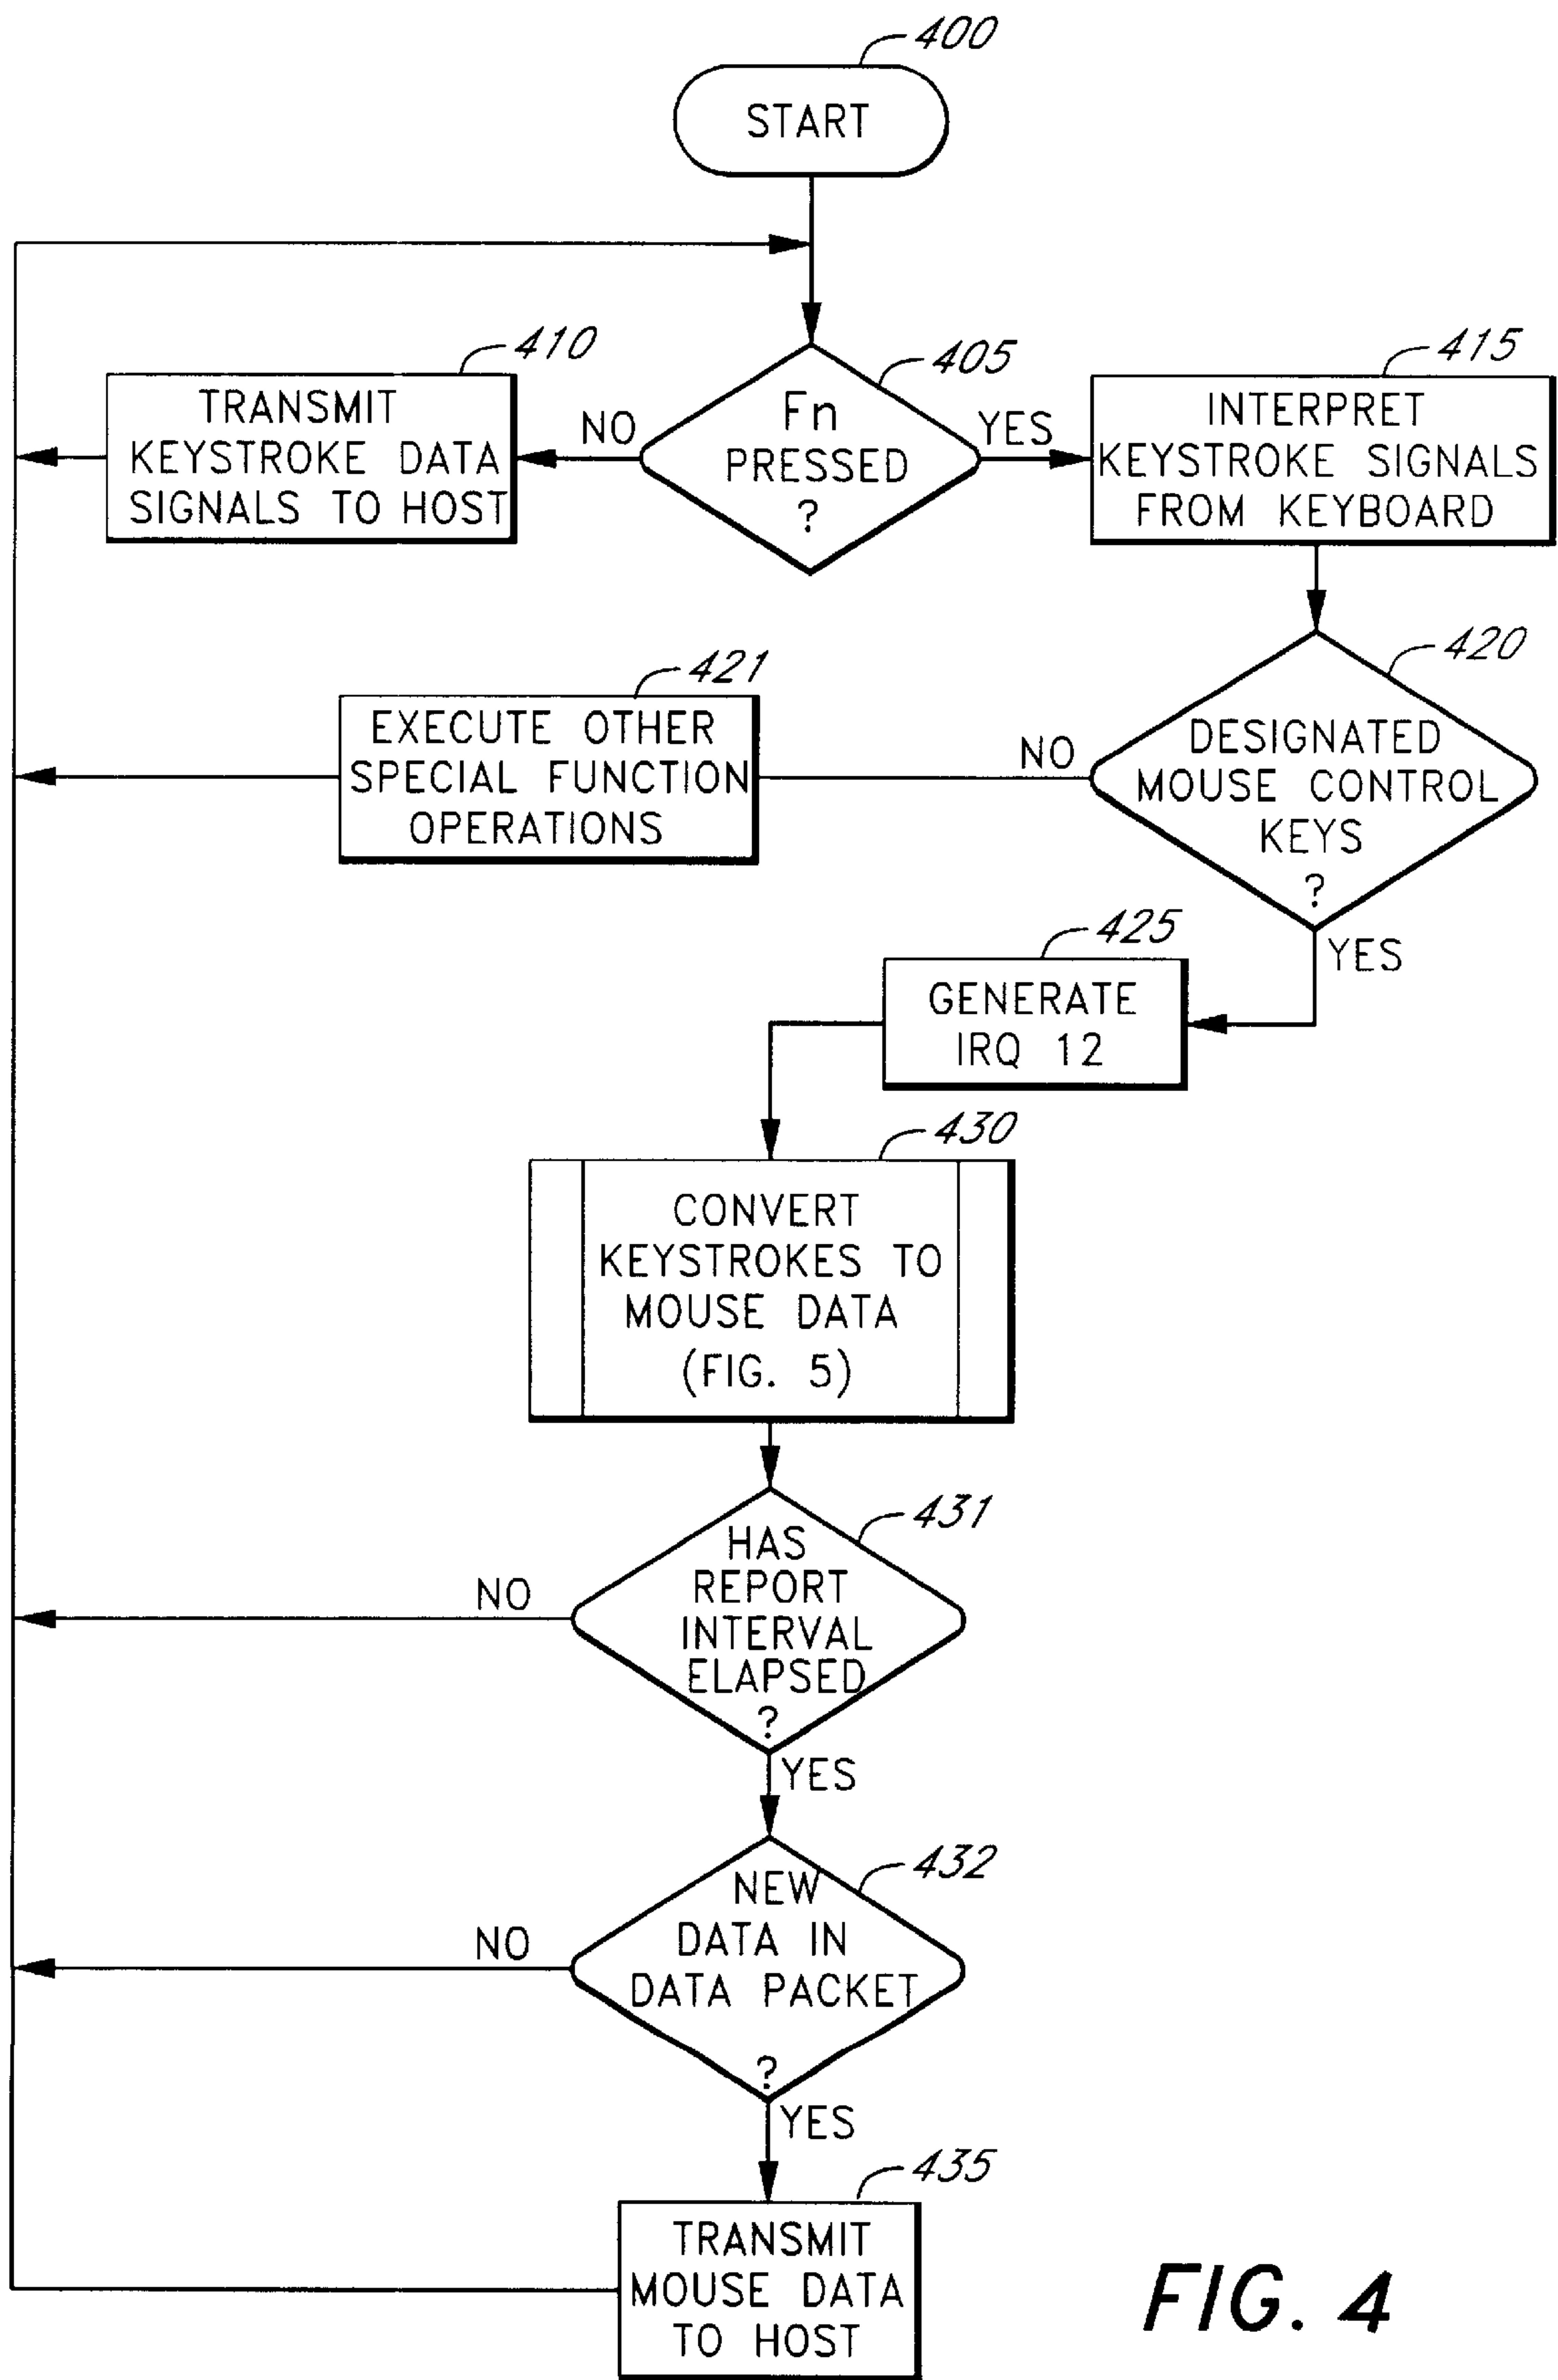 400
START
410
TRANSMIT
KEYSTROKE DATA
SIGNALS TO HOST
NO
405
Fn
PRESSED
?
YES
415
INTERPRET
KEYSTROKE SIGNALS
FROM KEYBOARD
421
EXECUTE OTHER
SPECIAL FUNCTION
OPERATIONS
NO
420
DESIGNATED
MOUSE CONTROL
KEYS
?
YES
425
GENERATE
IRQ 12
430
CONVERT
KEYSTROKES TO
MOUSE DATA
(FIG. 5)
431
HAS
REPORT
INTERVAL
ELAPSED
?
NO
YES
432
NEW
DATA IN
DATA PACKET
?
NO
YES
435
TRANSMIT
MOUSE DATA
TO HOST
FIG. 4